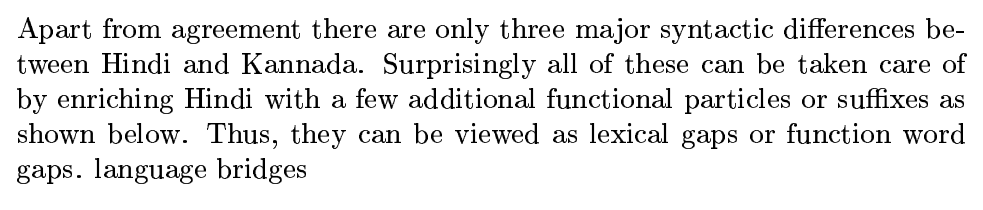 Apart from agreement there are only three major syntactic differences be-
tween Hindi and Kannada. Surprisingly all of these can be taken care of
by enriching Hindi with a few additional functional particles or suffixes as
shown below. Thus, they can be viewed as lexical gaps or function word
gaps. language bridges